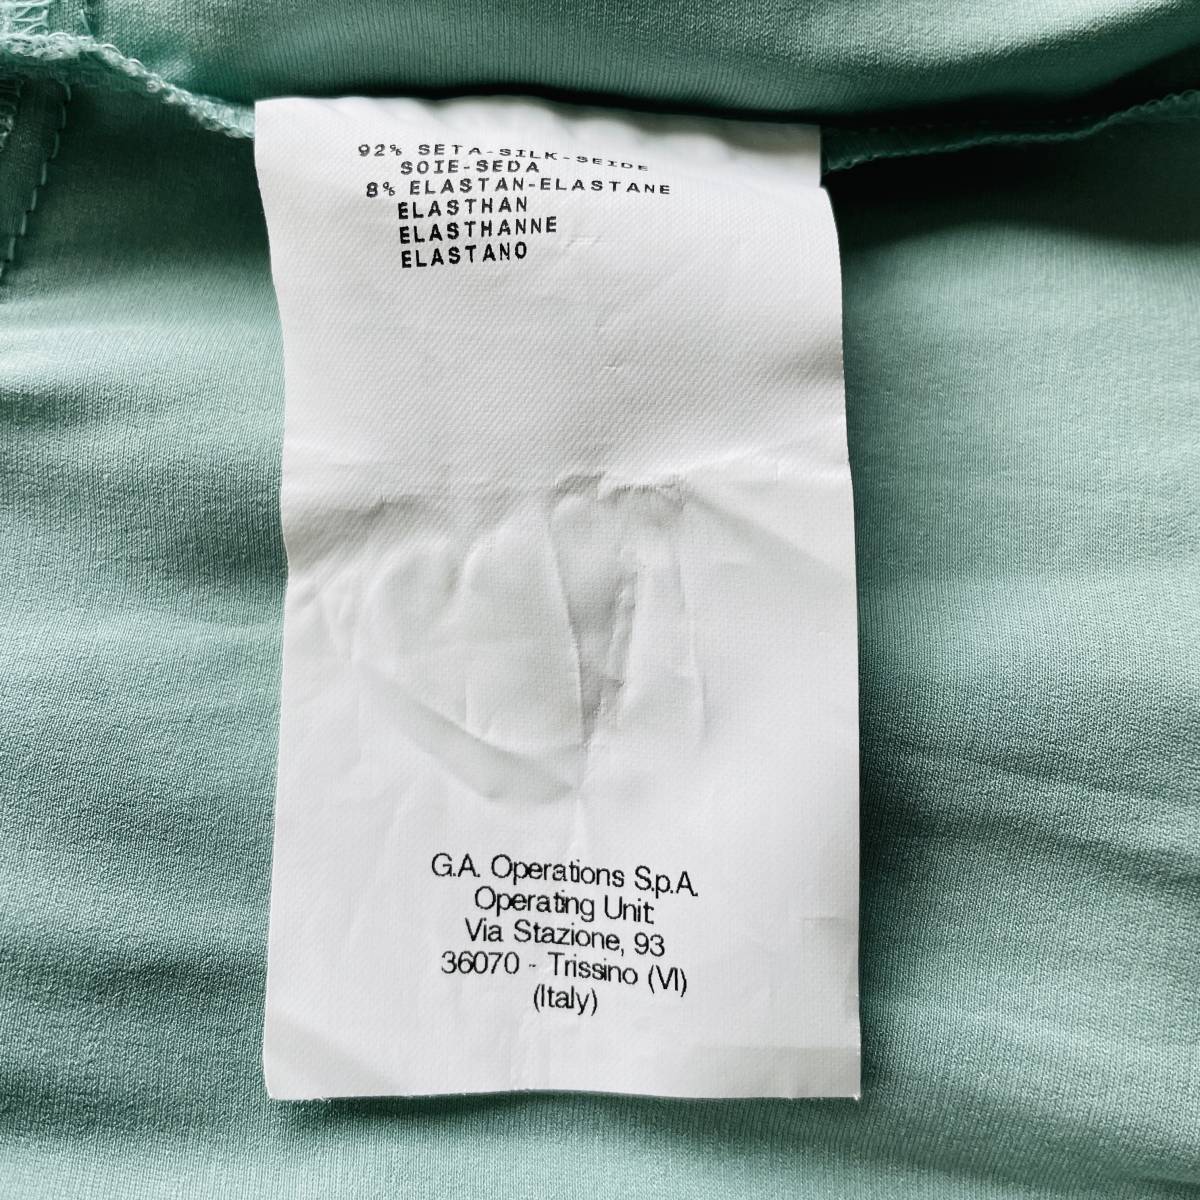 92% SETA-SILK-SEIDE
SOIE-SEDA
8% ELASTAN-ELASTANE
ELASTHAN
ELASTHANNE
ELASTANO
G.A. Operations S.p.A.
Operating Unit
Via Stazione, 93
36070 - Trissino (VI)
(Italy)